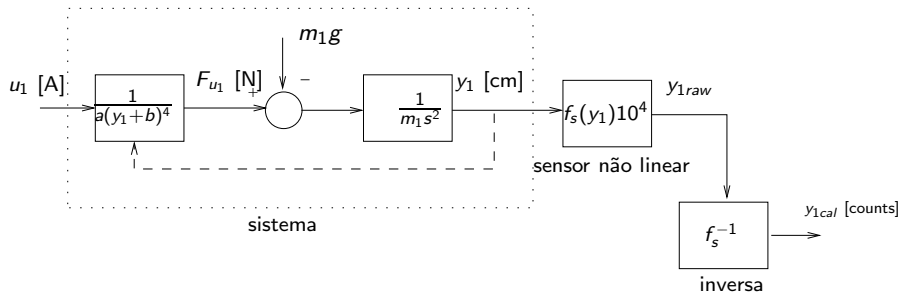 m₁g
u₁ [A]
F_{u₁} [N]
+
−
y₁ [cm]
y_{1raw}
1
a(y₁+b)⁴
1
m₁s²
f_s(y₁)10⁴
sensor não linear
sistema
f_s⁻¹
y_{1cal} [counts]
inversa